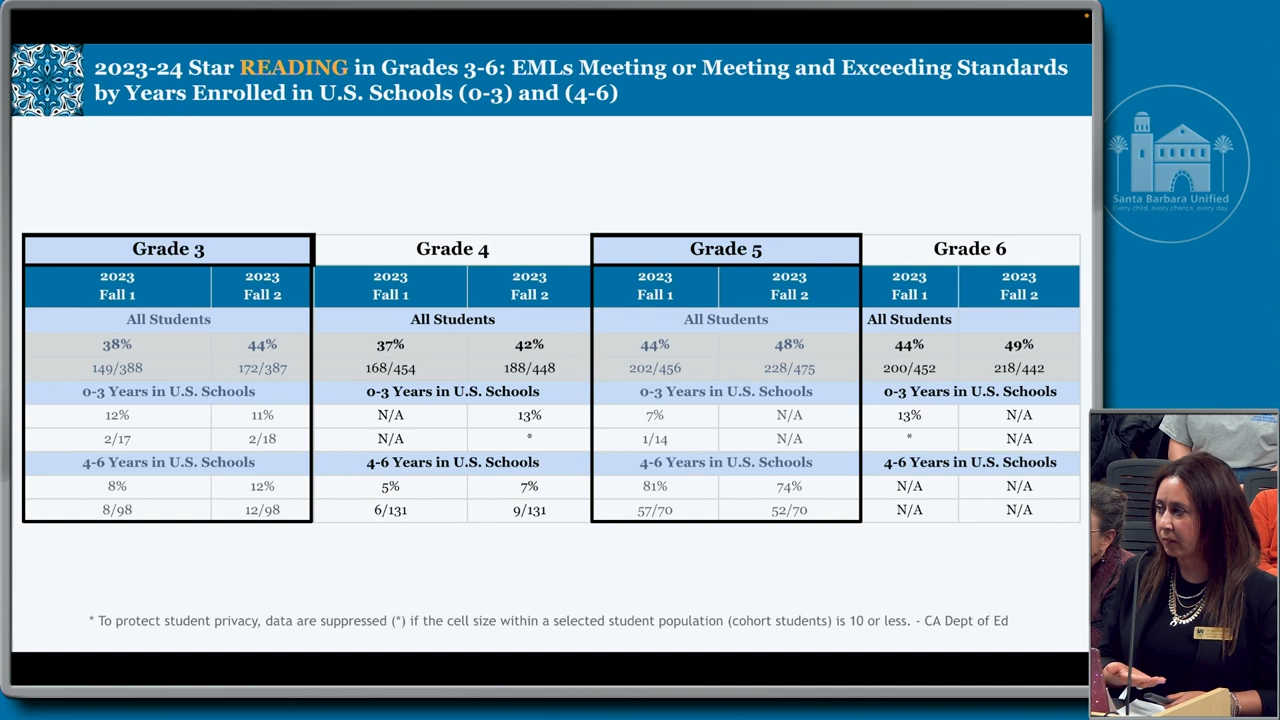 2023-24 Star READING in Grades 3-6: EMLs Meeting or Meeting and Exceeding Standards
by Years Enrolled in U.S. Schools (0-3) and (4-6)
Santa Barbara Unified
Every child, every chance, every day.
Grade 3 Grade 4 Grade 5 Grade 6
2023 2023 2023 2023 2023 2023 2023 2023
Fall 1 Fall 2 Fall 1 Fall 2 Fall 1 Fall 2 Fall 1 Fall 2
All Students All Students All Students All Students
38% 44% 37% 42% 44% 48% 44% 49%
149/388 172/387 168/454 188/448 202/456 228/475 200/452 218/442
0-3 Years in U.S. Schools 0-3 Years in U.S. Schools 0-3 Years in U.S. Schools 0-3 Years in U.S. Schools
12% 11% N/A 13% 7% N/A 13% N/A
2/17 2/18 N/A * 1/14 N/A * N/A
4-6 Years in U.S. Schools 4-6 Years in U.S. Schools 4-6 Years in U.S. Schools 4-6 Years in U.S. Schools
8% 12% 5% 7% 81% 74% N/A N/A
8/98 12/98 6/131 9/131 57/70 52/70 N/A N/A
* To protect student privacy, data are suppressed (*) if the cell size within a selected student population (cohort students) is 10 or less. - CA Dept of Ed